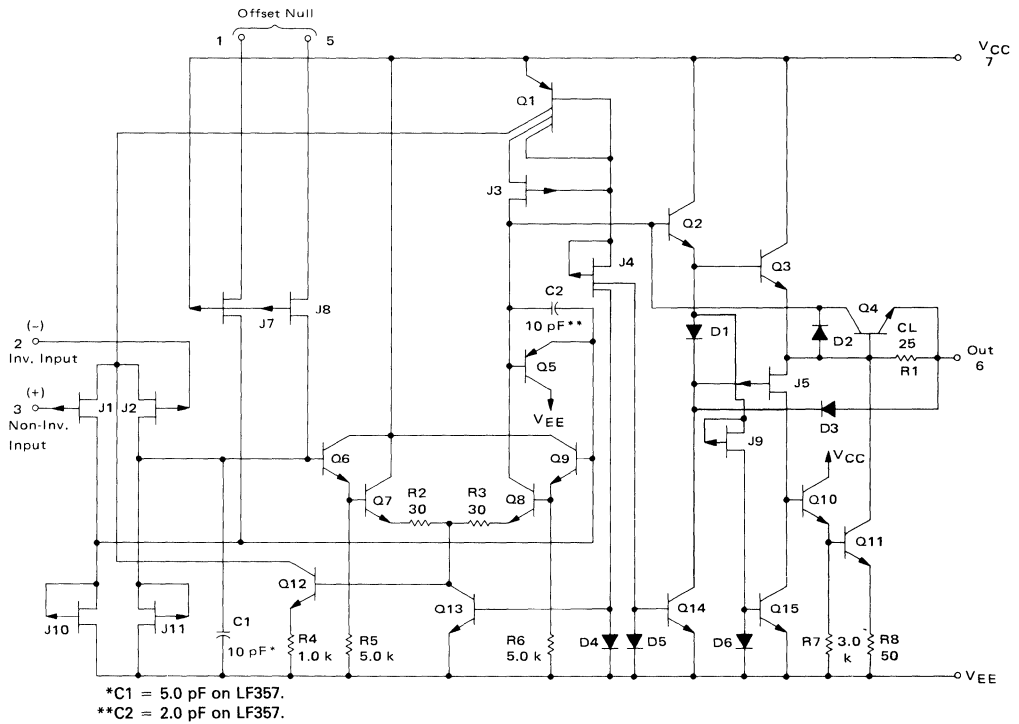 Offset Null
1
5
VCC
7
Q1
J3
Q2
J4
Q3
C2
10 pF**
Q4
CL
25
R1
Out
6
D1
D2
J7
J8
(-)
2
Inv. Input
(+)
3
Non-Inv.
Input
J1
J2
Q5
VEE
J5
D3
J9
Q6
Q9
VCC
Q7
R2
30
R3
30
Q8
Q10
Q11
Q12
Q13
Q14
Q15
J10
J11
C1
10 pF*
R4
1.0 k
R5
5.0 k
R6
5.0 k
D4
D5
D6
R7
3.0
k
R8
50
VEE
*C1 = 5.0 pF on LF357.
**C2 = 2.0 pF on LF357.